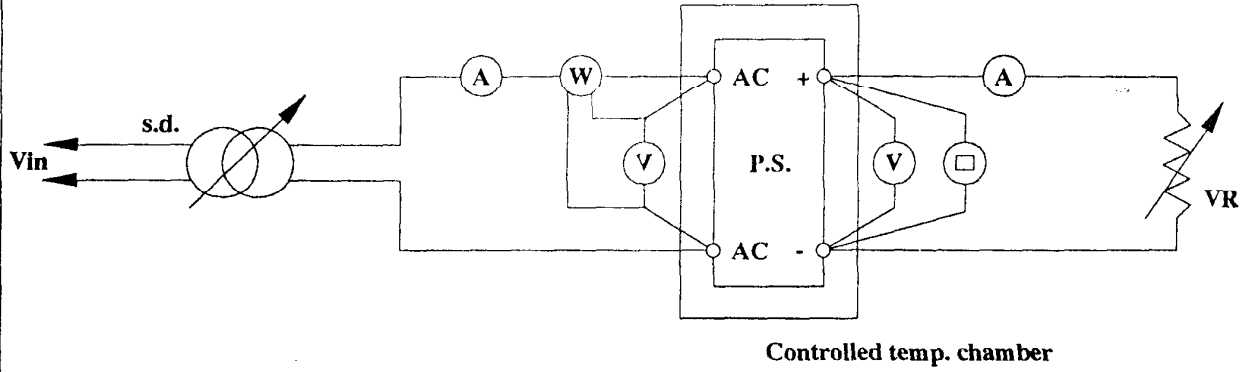 A W AC + A
s.d.
Vin
V P.S. V
VR
AC -
Controlled temp. chamber